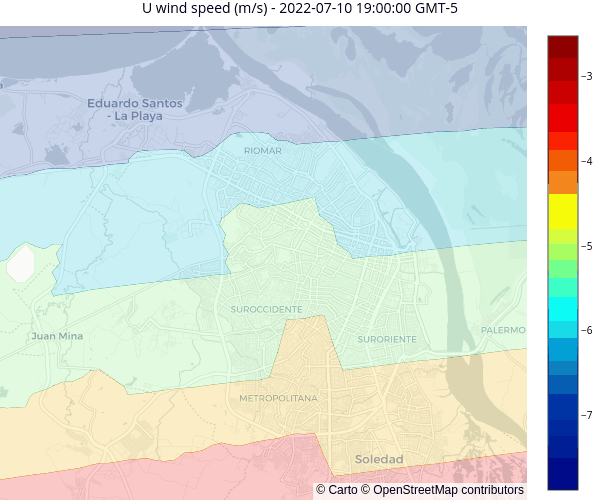 U wind speed (m/s) - 2022-07-10 19:00:00 GMT-5
Eduardo Santos
- La Playa
RIOMAR
SUROCCIDENTE
Juan Mina
SURORIENTE
PALERMO
METROPOLITANA
Soledad
© Carto © OpenStreetMap contributors
−3
−4
−5
−6
−7